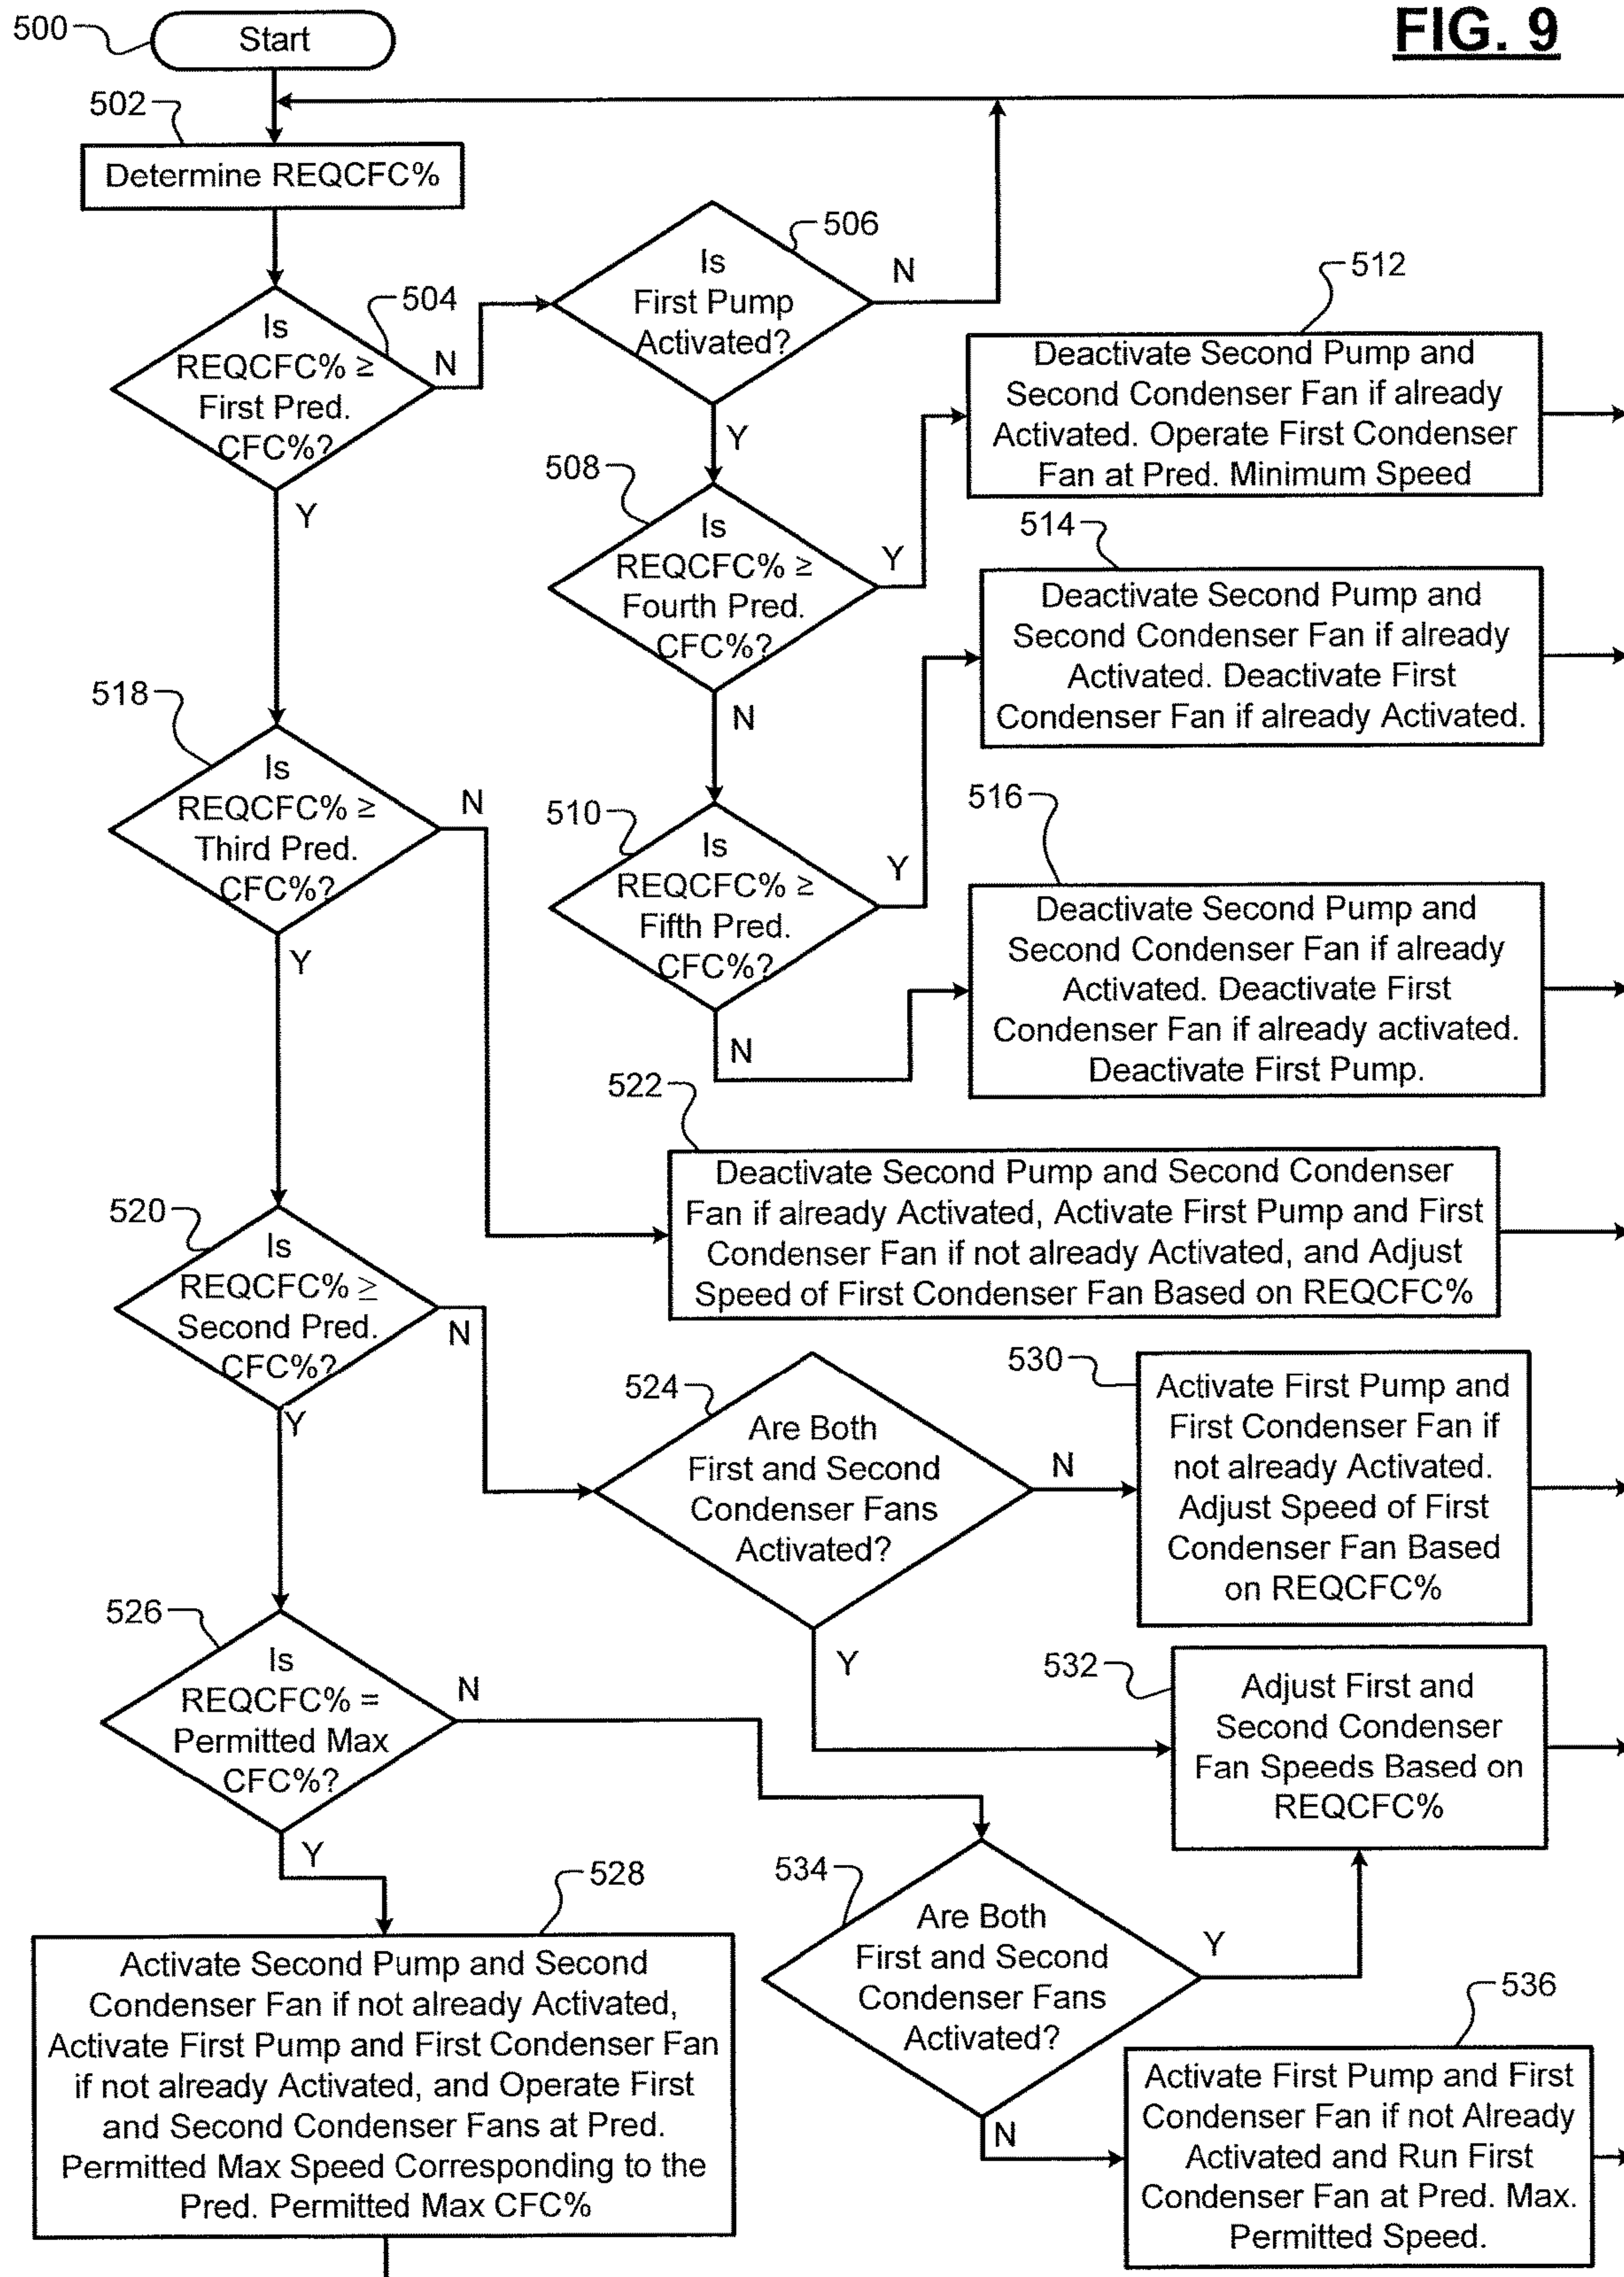 FIG. 9
500
Start
502
Determine REQCFC%
504
Is
REQCFC% ≥
First Pred.
CFC%?
N
Y
506
Is
First Pump
Activated?
N
Y
508
Is
REQCFC% ≥
Fourth Pred.
CFC%?
Y
N
510
Is
REQCFC% ≥
Fifth Pred.
CFC%?
Y
N
512
Deactivate Second Pump and
Second Condenser Fan if already
Activated. Operate First Condenser
Fan at Pred. Minimum Speed
514
Deactivate Second Pump and
Second Condenser Fan if already
Activated. Deactivate First
Condenser Fan if already Activated.
516
Deactivate Second Pump and
Second Condenser Fan if already
Activated. Deactivate First
Condenser Fan if already activated.
Deactivate First Pump.
518
Is
REQCFC% ≥
Third Pred.
CFC%?
N
Y
522
Deactivate Second Pump and Second Condenser
Fan if already Activated, Activate First Pump and First
Condenser Fan if not already Activated, and Adjust
Speed of First Condenser Fan Based on REQCFC%
520
Is
REQCFC% ≥
Second Pred.
CFC%?
N
Y
524
Are Both
First and Second
Condenser Fans
Activated?
N
Y
530
Activate First Pump and
First Condenser Fan if
not already Activated.
Adjust Speed of First
Condenser Fan Based
on REQCFC%
526
Is
REQCFC% =
Permitted Max
CFC%?
N
Y
532
Adjust First and
Second Condenser
Fan Speeds Based on
REQCFC%
528
Activate Second Pump and Second
Condenser Fan if not already Activated,
Activate First Pump and First Condenser Fan
if not already Activated, and Operate First
and Second Condenser Fans at Pred.
Permitted Max Speed Corresponding to the
Pred. Permitted Max CFC%
534
Are Both
First and Second
Condenser Fans
Activated?
Y
N
536
Activate First Pump and First
Condenser Fan if not Already
Activated and Run First
Condenser Fan at Pred. Max.
Permitted Speed.